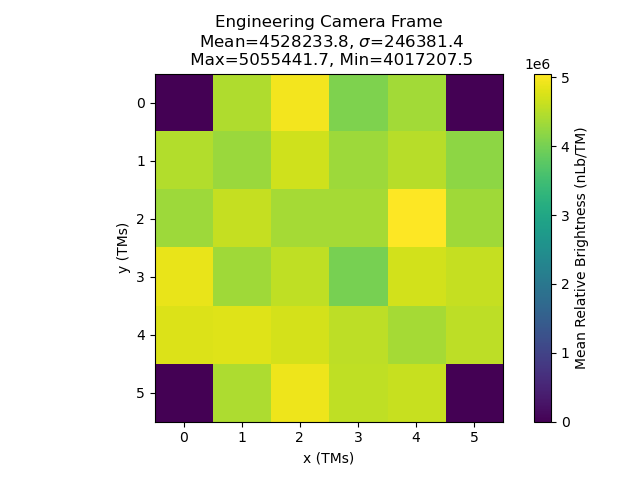 Engineering Camera Frame
Mean=4528233.8, σ=246381.4
Max=5055441.7, Min=4017207.5
1e6
0
1
2
3
4
5
y (TMs)
0 1 2 3 4 5
x (TMs)
5
4
3
2
1
0
Mean Relative Brightness (nLb/TM)